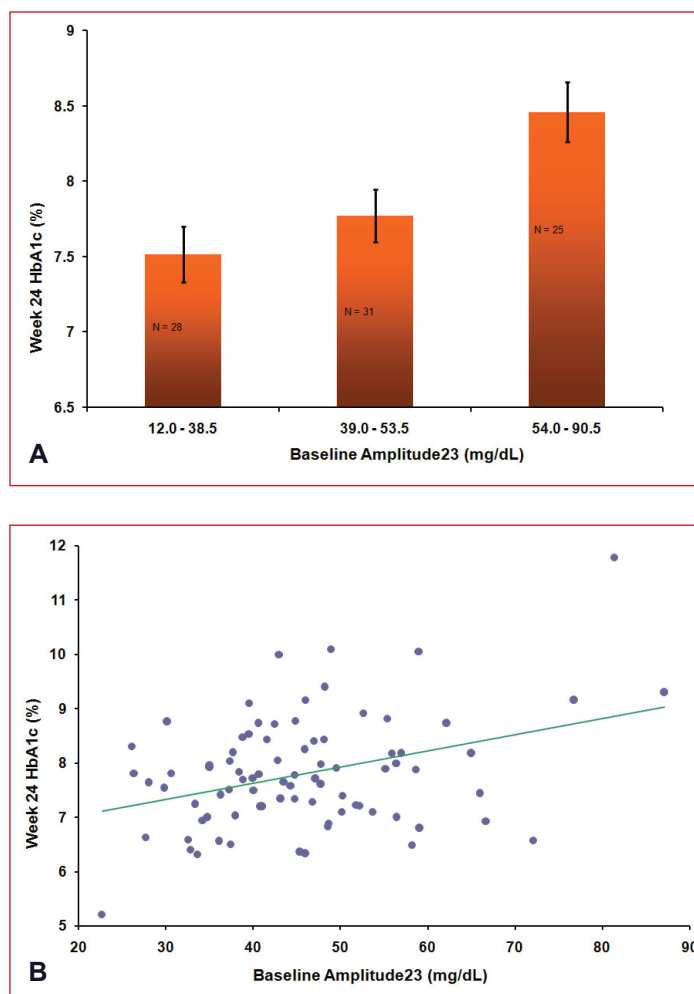 9
8.5
8
7.5
7
6.5
Week 24 HbA1c (%)
N = 28
N = 31
N = 25
12.0 - 38.5 39.0 - 53.5 54.0 - 90.5
Baseline Amplitude23 (mg/dL)
A
12
11
10
9
8
7
6
5
Week 24 HbA1c (%)
20 30 40 50 60 70 80 90
Baseline Amplitude23 (mg/dL)
B